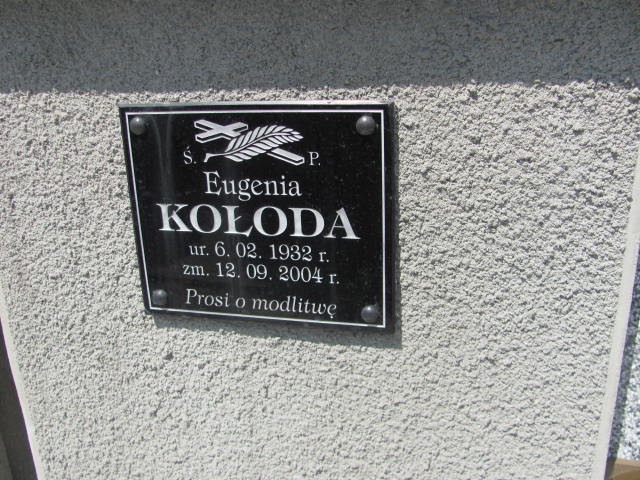 Ś. P.
Eugenia
KOŁODA
ur. 6. 02. 1932 r.
zm. 12. 09. 2004 r.
Prosi o modlitwę